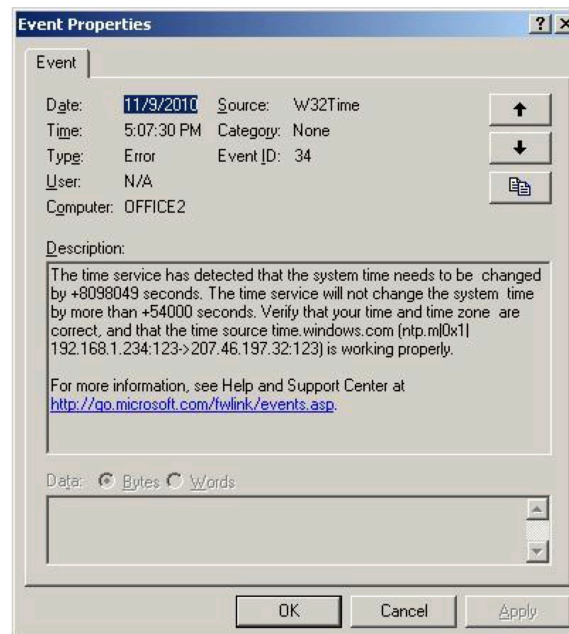 Event Properties
Event
Date: 11/9/2010 Source: W32Time
Time: 5:07:30 PM Category: None
Type: Error Event ID: 34
User: N/A
Computer: OFFICE2
Description:
The time service has detected that the system time needs to be changed
by +8098049 seconds. The time service will not change the system time
by more than +54000 seconds. Verify that your time and time zone are
correct, and that the time source time.windows.com (ntp.m|0x1|
192.168.1.234:123->207.46.197.32:123) is working properly.
For more information, see Help and Support Center at
http://go.microsoft.com/fwlink/events.asp.
Data: Bytes Words
OK Cancel Apply